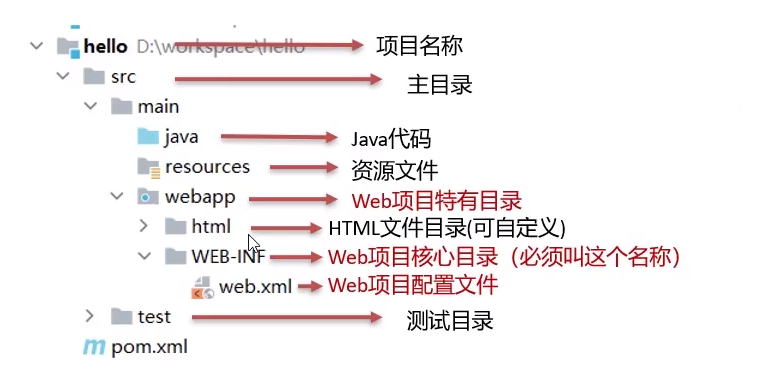 hello D:\workspace\hello 项目名称
src 主目录
main
java Java代码
resources 资源文件
webapp Web项目特有目录
html HTML文件目录(可自定义)
WEB-INF Web项目核心目录（必须叫这个名称）
web.xml Web项目配置文件
test 测试目录
m pom.xml